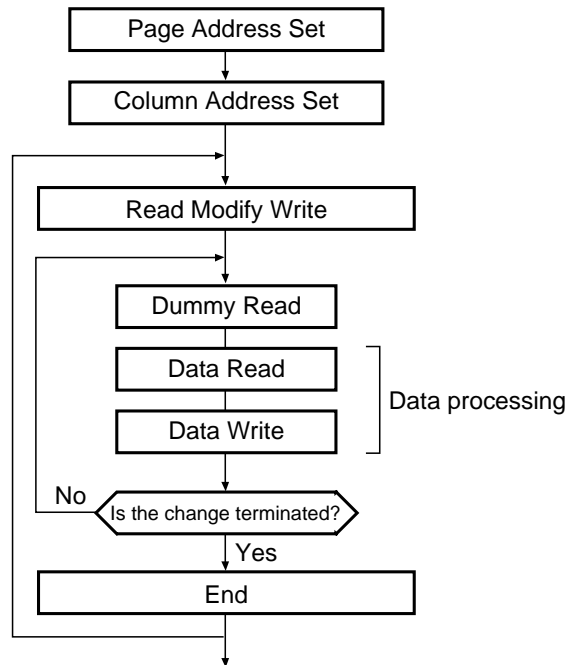 Page Address Set
Column Address Set
Read Modify Write
Dummy Read
Data Read
Data processing
Data Write
No
Is the change terminated?
Yes
End